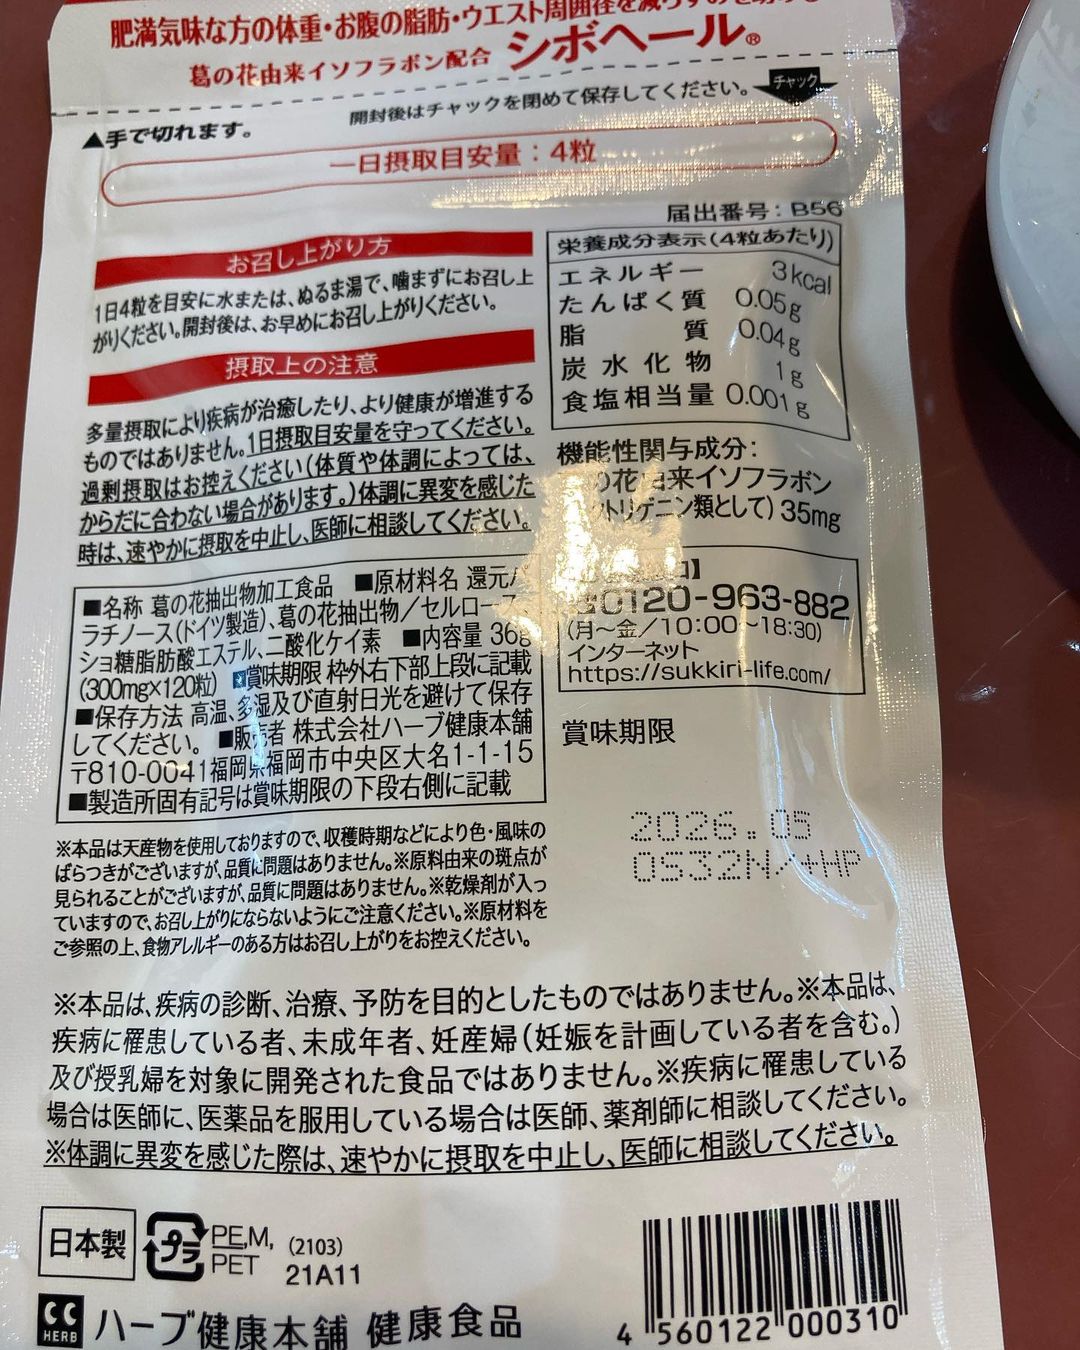 肥満気味な方の体重・お腹の脂肪・ウエスト周囲径を減らすの
葛の花由来イソフラボン配合 シボヘール®
開封後はチャックを閉めて保存してください。 チャック
▲手で切れます。
一日摂取目安量：4粒
届出番号：B56
お召し上がり方
1日4粒を目安に水または、ぬるま湯で、噛まずにお召し上
がりください。開封後は、お早めにお召し上がりください。
摂取上の注意
多量摂取により疾病が治癒したり、より健康が増進する
ものではありません。1日摂取目安量を守ってください。
過剰摂取はお控えください（体質や体調によっては、
からだに合わない場合があります。）体調に異変を感じた
時は、速やかに摂取を中止し、医師に相談してください。
栄養成分表示（4粒あたり）
エネルギー 3kcal
たんぱく質 0.05g
脂質 0.04g
炭水化物 1g
食塩相当量 0.001g
機能性関与成分：
の花由来イソフラボン
トリゲニン類として）35mg
■名称 葛の花抽出物加工食品 ■原材料名 還元パ
ラチノース（ドイツ製造）、葛の花抽出物／セルロース、
ショ糖脂肪酸エステル、二酸化ケイ素 ■内容量 36g
（300mg×120粒） ■賞味期限 枠外右下部上段に記載
■保存方法 高温、多湿及び直射日光を避けて保存
してください。 ■販売者 株式会社ハーブ健康本舗
〒810-0041福岡県福岡市中央区大名1-1-15
■製造所固有記号は賞味期限の下段右側に記載
口】
0120-963-882
（月～金／10:00～18:30）
インターネット
https://sukkiri-life.com/
賞味期限
2026.05
0S32N/+HP
※本品は天産物を使用しておりますので、収穫時期などにより色・風味の
ばらつきがございますが、品質に問題はありません。※原料由来の斑点が
見られることがございますが、品質に問題はありません。※乾燥剤が入っ
ていますので、お召し上がりにならないようにご注意ください。※原材料を
ご参照の上、食物アレルギーのある方はお召し上がりをお控えください。
※本品は、疾病の診断、治療、予防を目的としたものではありません。※本品は、
疾病に罹患している者、未成年者、妊産婦（妊娠を計画している者を含む。）
及び授乳婦を対象に開発された食品ではありません。※疾病に罹患している
場合は医師に、医薬品を服用している場合は医師、薬剤師に相談してください。
※体調に異変を感じた際は、速やかに摂取を中止し、医師に相談してください。
日本製
プラ
PE,M,
PET
(2103)
21A11
CC HERB ハーブ健康本舗 健康食品
4 560122 000310